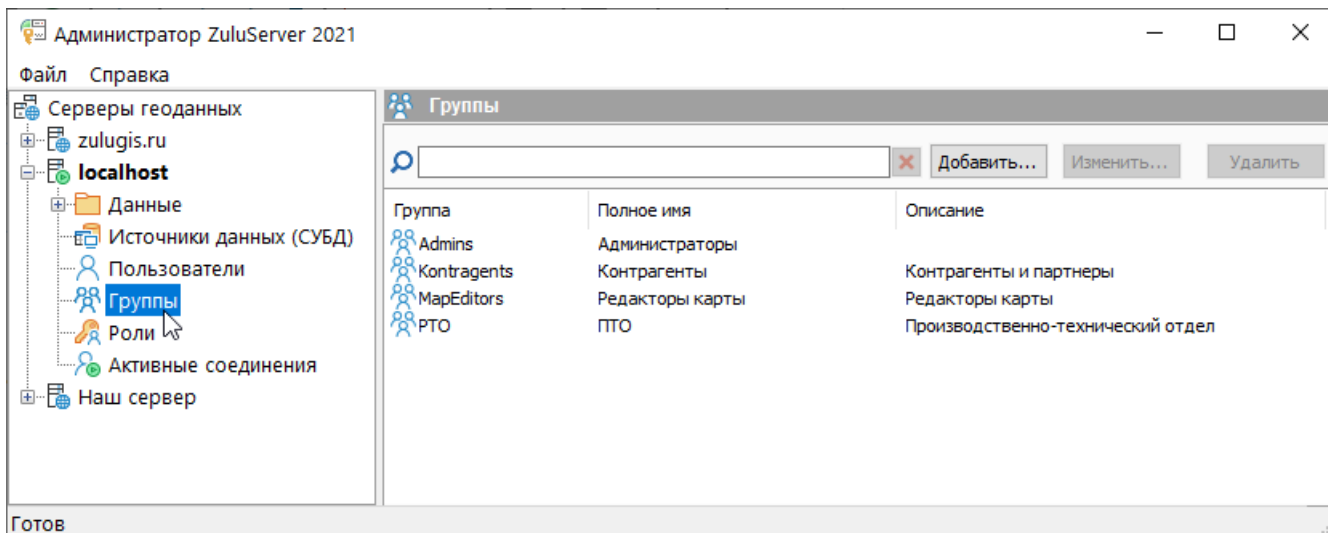 Администратор ZuluServer 2021
Файл Справка
Серверы геоданных
zulugis.ru
localhost
Данные
Источники данных (СУБД)
Пользователи
Группы
Роли
Активные соединения
Наш сервер
Группы
Добавить... Изменить... Удалить
Группа Полное имя Описание
Admins Администраторы
Kontragents Контрагенты Контрагенты и партнеры
MapEditors Редакторы карты Редакторы карты
PTO ПТО Производственно-технический отдел
Готов